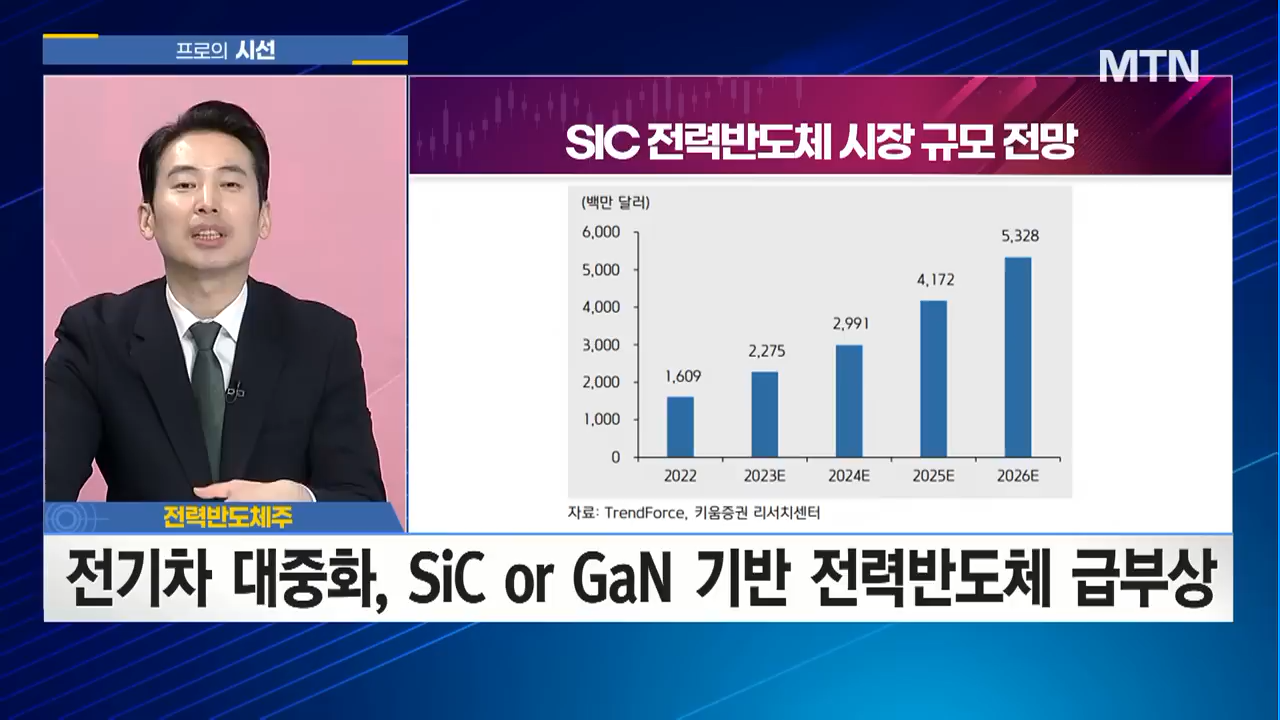 프로의 시선
MTN
SIC 전력반도체 시장 규모 전망
(백만 달러)
6,000
5,000
4,000
3,000
2,000
1,000
0
1,609
2,275
2,991
4,172
5,328
2022
2023E
2024E
2025E
2026E
자료: TrendForce, 키움증권 리서치센터
전력반도체주
전기차 대중화, SiC or GaN 기반 전력반도체 급부상